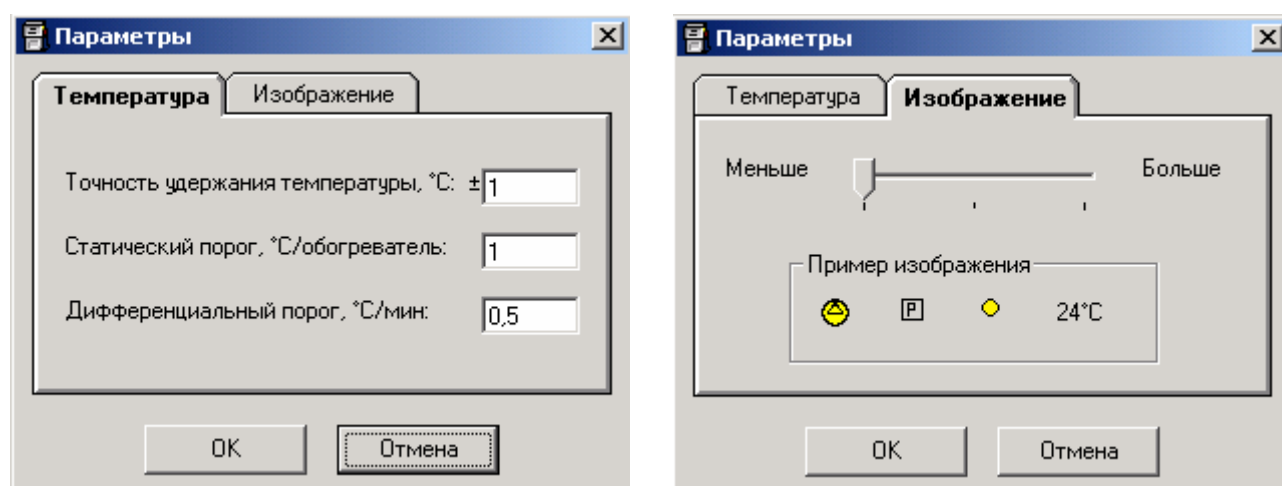 Параметры
Температура Изображение
Точность удержания температуры, °C: ± 1
Статический порог, °C/обогреватель: 1
Дифференциальный порог, °C/мин: 0,5
OK Отмена
Параметры
Температура Изображение
Меньше Больше
Пример изображения
P 24°C
OK Отмена